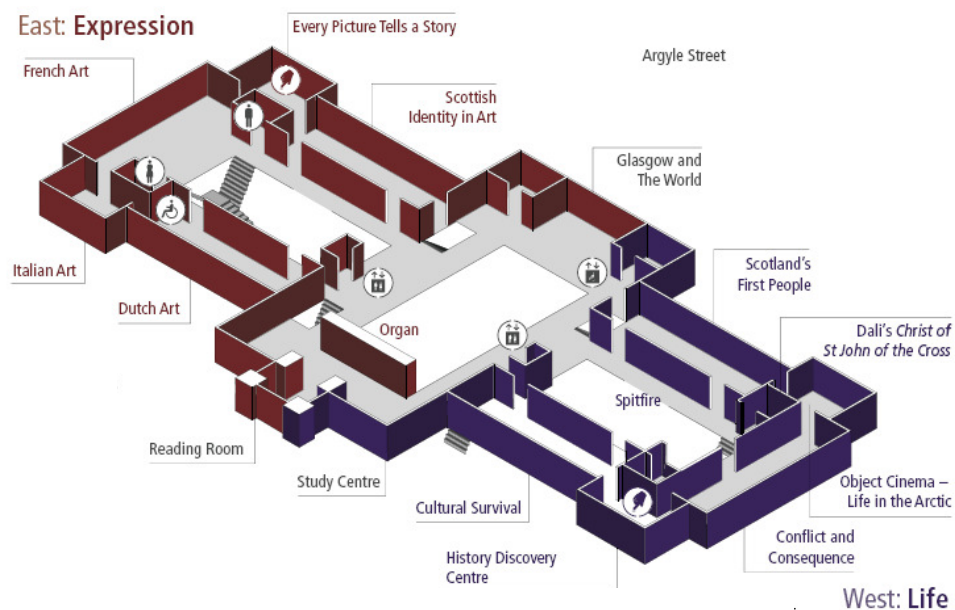 East: Expression
Every Picture Tells a Story
Argyle Street
French Art
Scottish
Identity in Art
Glasgow and
The World
Italian Art
Scotland's
First People
Dutch Art
Organ
Dali's Christ of
St John of the Cross
Spitfire
Reading Room
Study Centre
Cultural Survival
Object Cinema –
Life in the Arctic
History Discovery
Centre
Conflict and
Consequence
West: Life